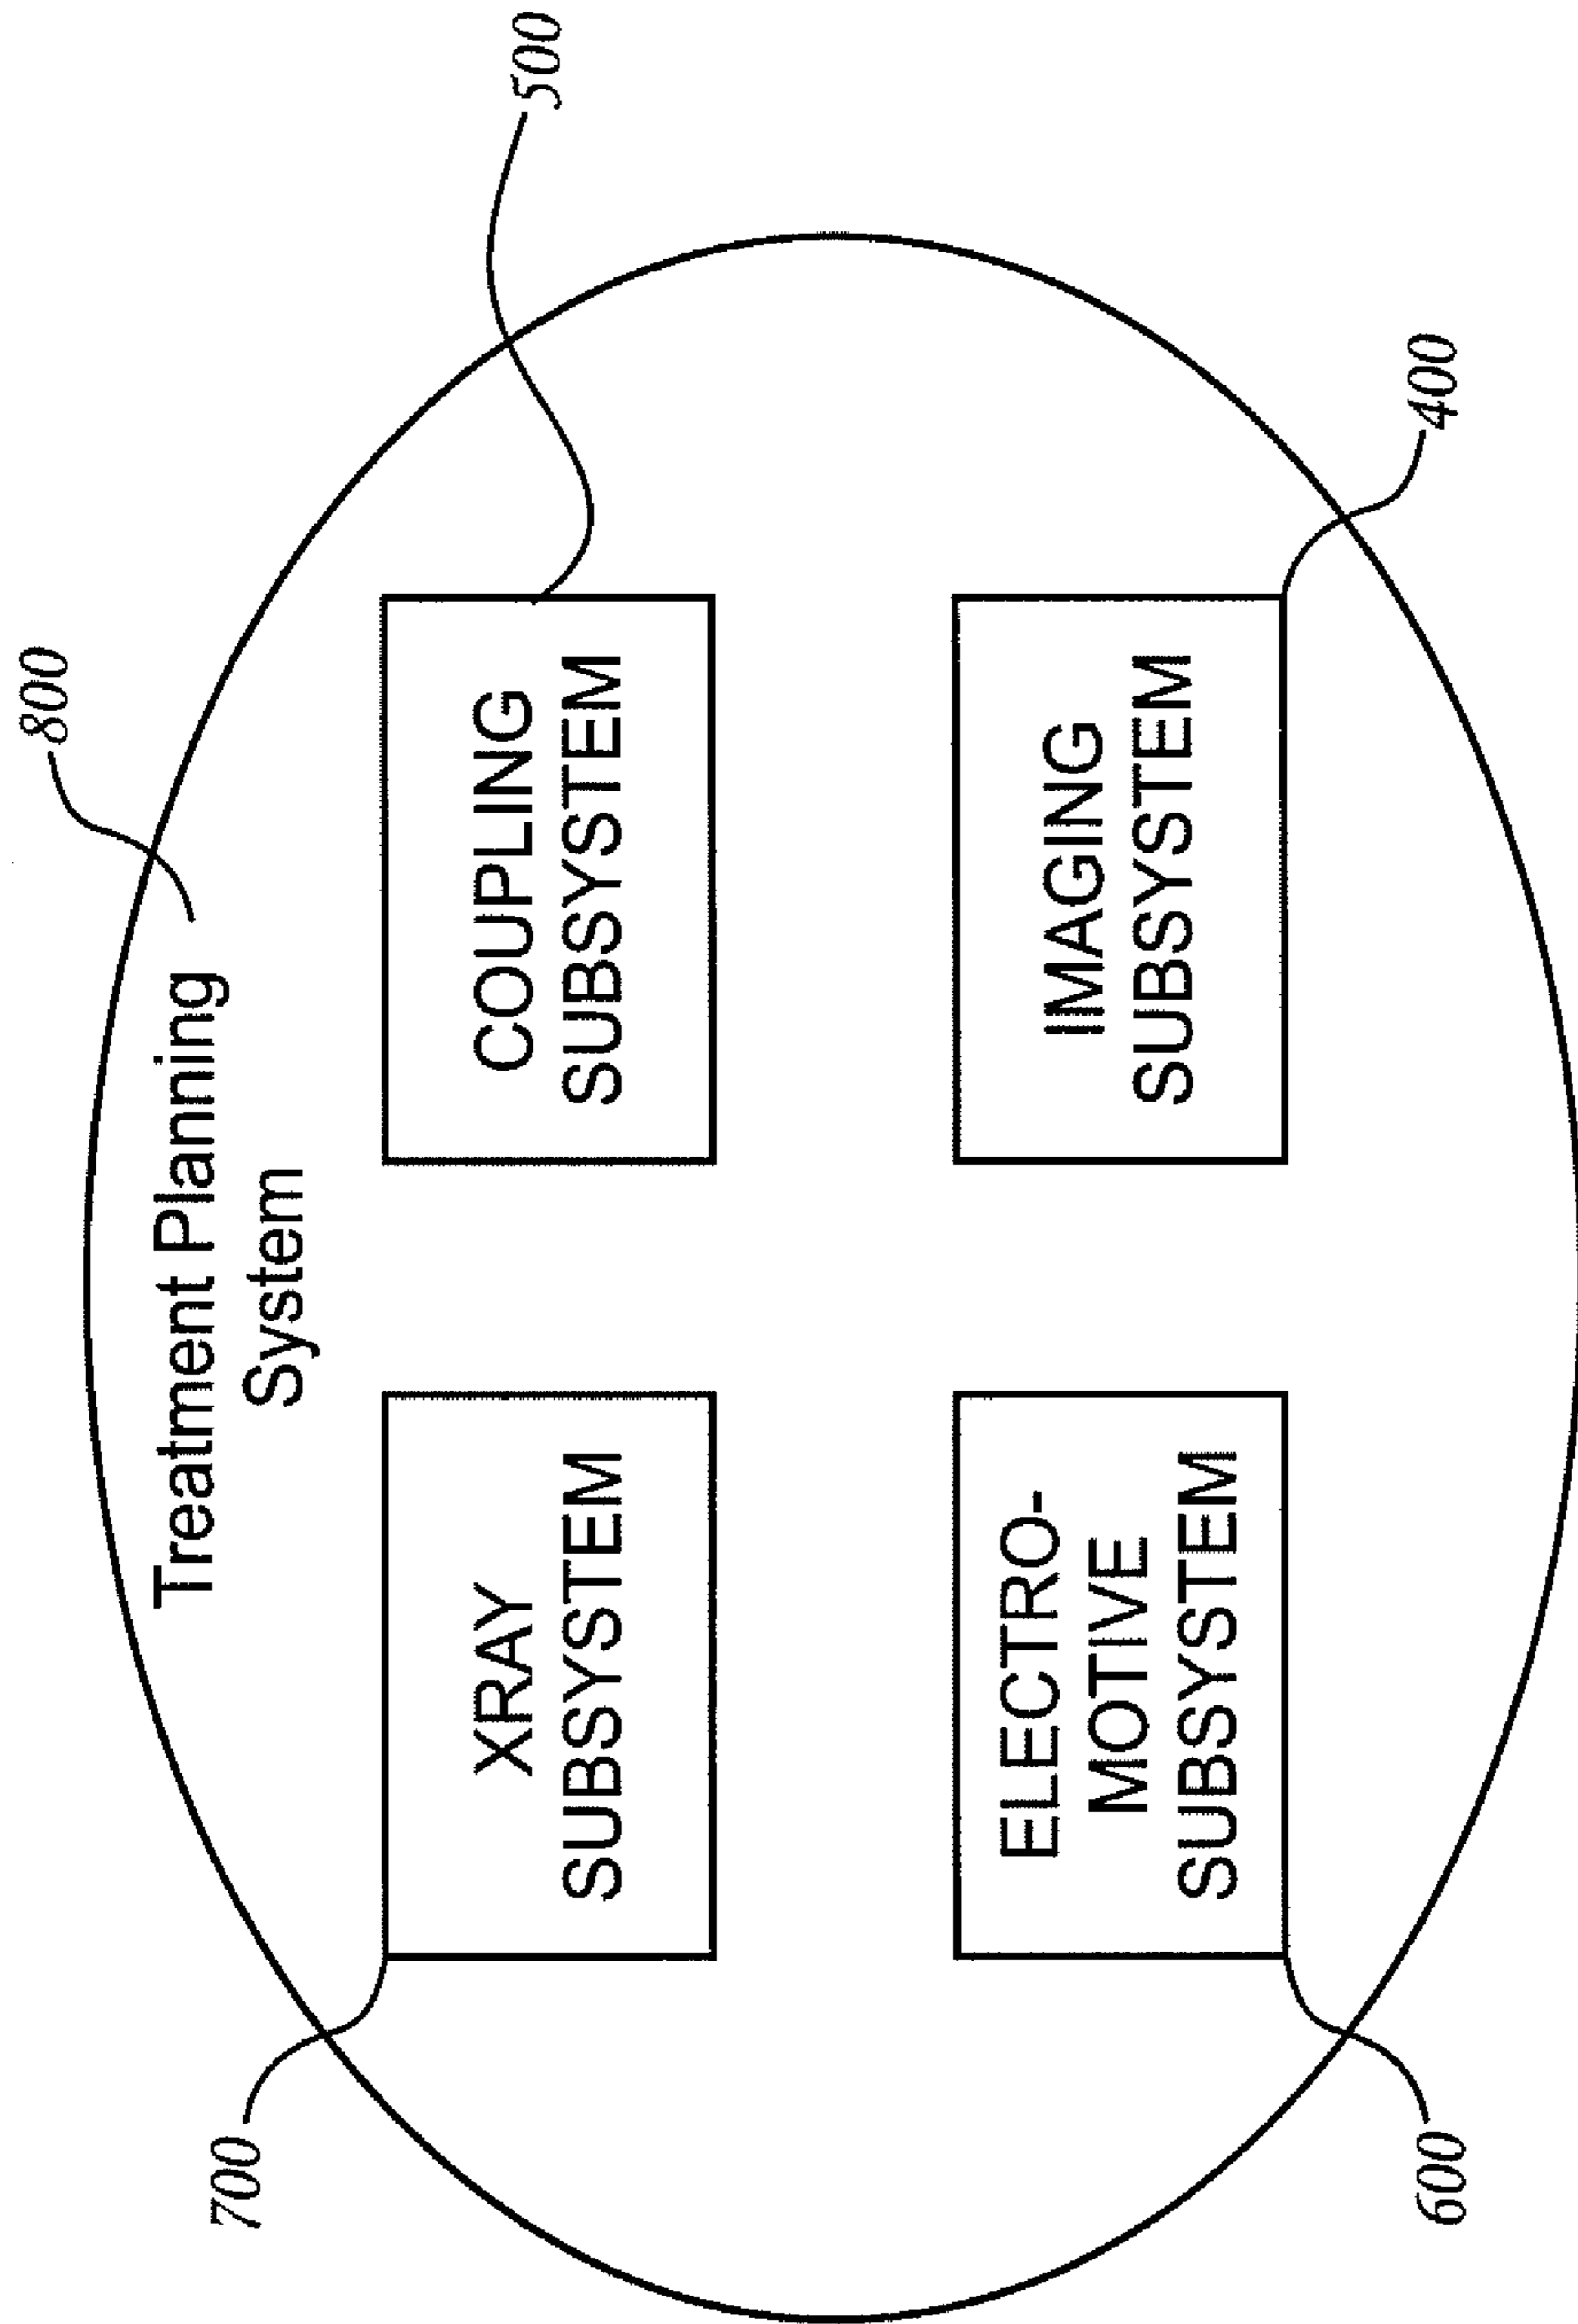 800
Treatment Planning
System
700
500
XRAY
SUBSYSTEM
COUPLING
SUBSYSTEM
ELECTRO-
MOTIVE
SUBSYSTEM
IMAGING
SUBSYSTEM
600
400